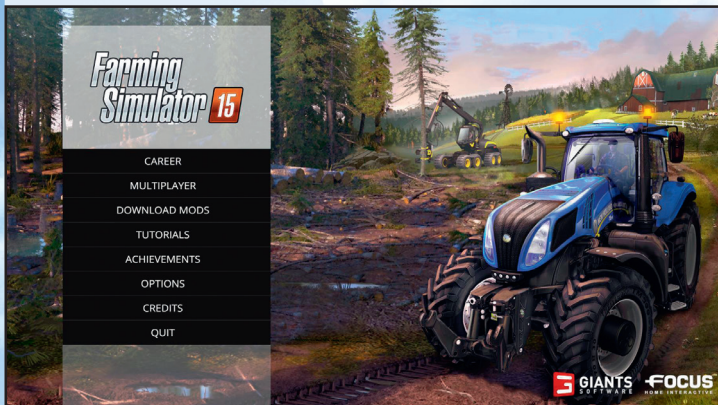 Farming
Simulator 15
CAREER
MULTIPLAYER
DOWNLOAD MODS
TUTORIALS
ACHIEVEMENTS
OPTIONS
CREDITS
QUIT
GIANTS
SOFTWARE
FOCUS
HOME INTERACTIVE